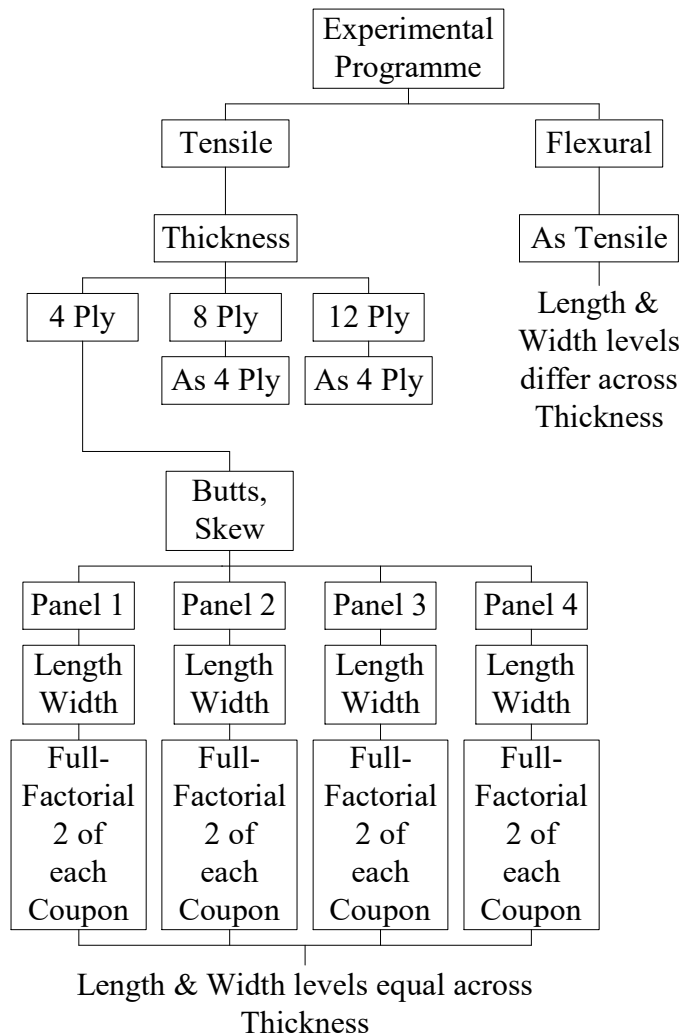 Experimental
Programme
Tensile
Flexural
Thickness
As Tensile
4 Ply
8 Ply
12 Ply
Length &
Width levels
differ across
Thickness
As 4 Ply
As 4 Ply
Butts,
Skew
Panel 1
Panel 2
Panel 3
Panel 4
Length
Width
Length
Width
Length
Width
Length
Width
Full-
Factorial
2 of
each
Coupon
Full-
Factorial
2 of
each
Coupon
Full-
Factorial
2 of
each
Coupon
Full-
Factorial
2 of
each
Coupon
Length & Width levels equal across
Thickness